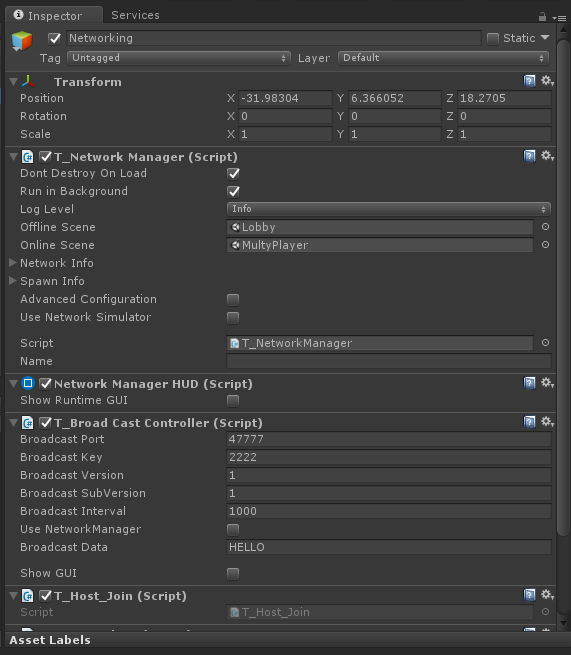 Inspector Services
Networking Static
Tag Untagged Layer Default
Transform
Position X -31.98304 Y 6.366052 Z 18.2705
Rotation X 0 Y 0 Z 0
Scale X 1 Y 1 Z 1
T_Network Manager (Script)
Dont Destroy On Load
Run in Background
Log Level Info
Offline Scene Lobby
Online Scene MultyPlayer
Network Info
Spawn Info
Advanced Configuration
Use Network Simulator
Script T_NetworkManager
Name
Network Manager HUD (Script)
Show Runtime GUI
T_Broad Cast Controller (Script)
Broadcast Port 47777
Broadcast Key 2222
Broadcast Version 1
Broadcast SubVersion 1
Broadcast Interval 1000
Use NetworkManager
Broadcast Data HELLO
Show GUI
T_Host_Join (Script)
Script T_Host_Join
Asset Labels